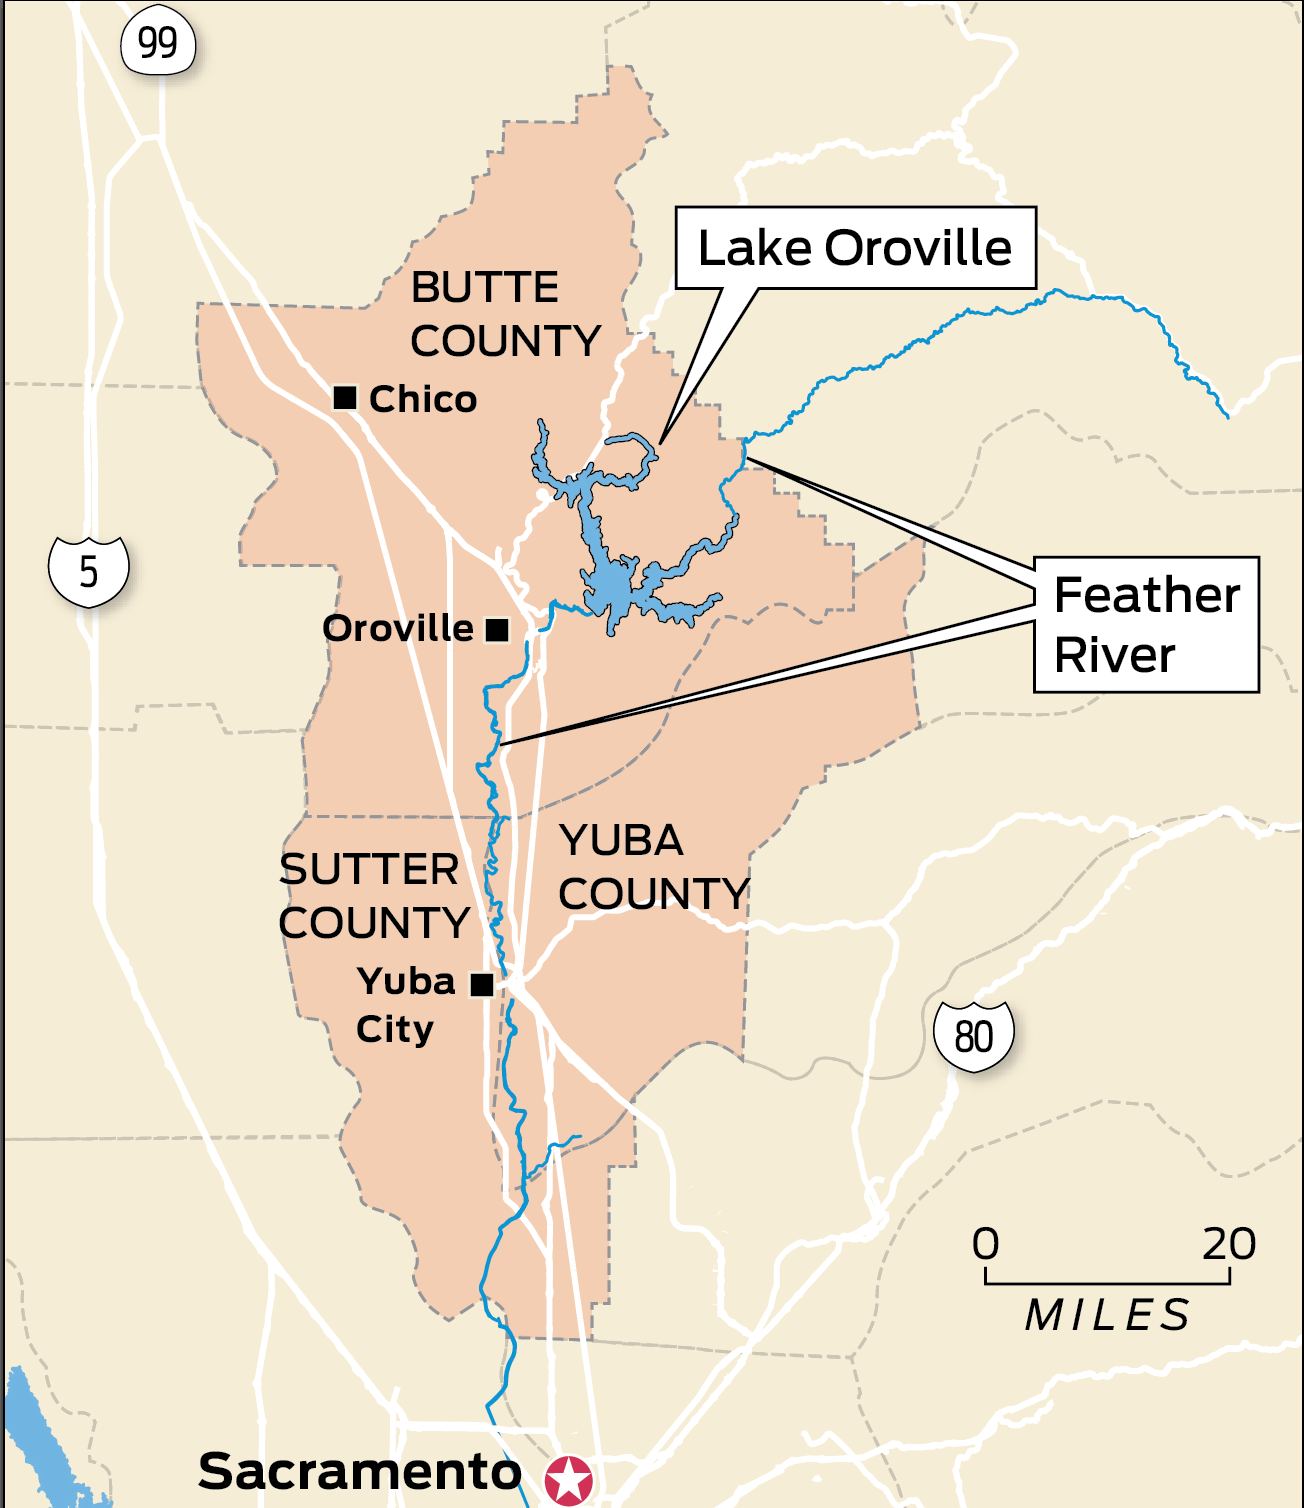 99
Lake Oroville
BUTTE
COUNTY
Chico
5
Feather
River
Oroville
YUBA
COUNTY
SUTTER
COUNTY
Yuba
City
80
0 20
MILES
Sacramento